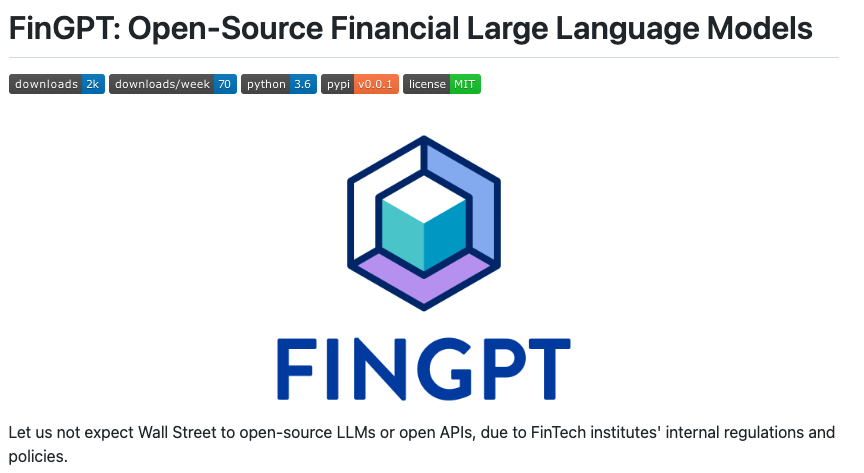 FinGPT: Open-Source Financial Large Language Models
downloads 2k downloads/week 70 python 3.6 pypi v0.0.1 license MIT
FINGPT
Let us not expect Wall Street to open-source LLMs or open APIs, due to FinTech institutes' internal regulations and
policies.